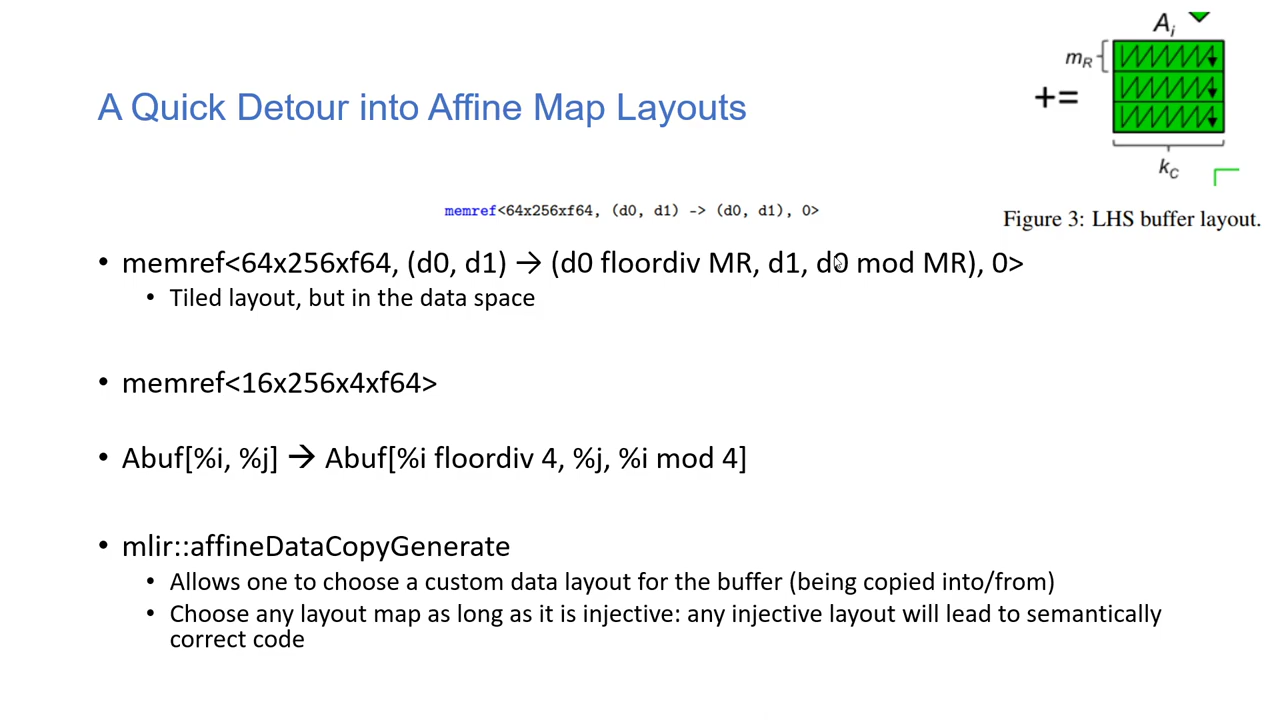 A Quick Detour into Affine Map Layouts
Ai
mR
+=
kC
Figure 3: LHS buffer layout.
memref<64x256xf64, (d0, d1) -> (d0, d1), 0>
• memref<64x256xf64, (d0, d1) → (d0 floordiv MR, d1, d0 mod MR), 0>
• Tiled layout, but in the data space
• memref<16x256x4xf64>
• Abuf[%i, %j] → Abuf[%i floordiv 4, %j, %i mod 4]
• mlir::affineDataCopyGenerate
• Allows one to choose a custom data layout for the buffer (being copied into/from)
• Choose any layout map as long as it is injective: any injective layout will lead to semantically
correct code